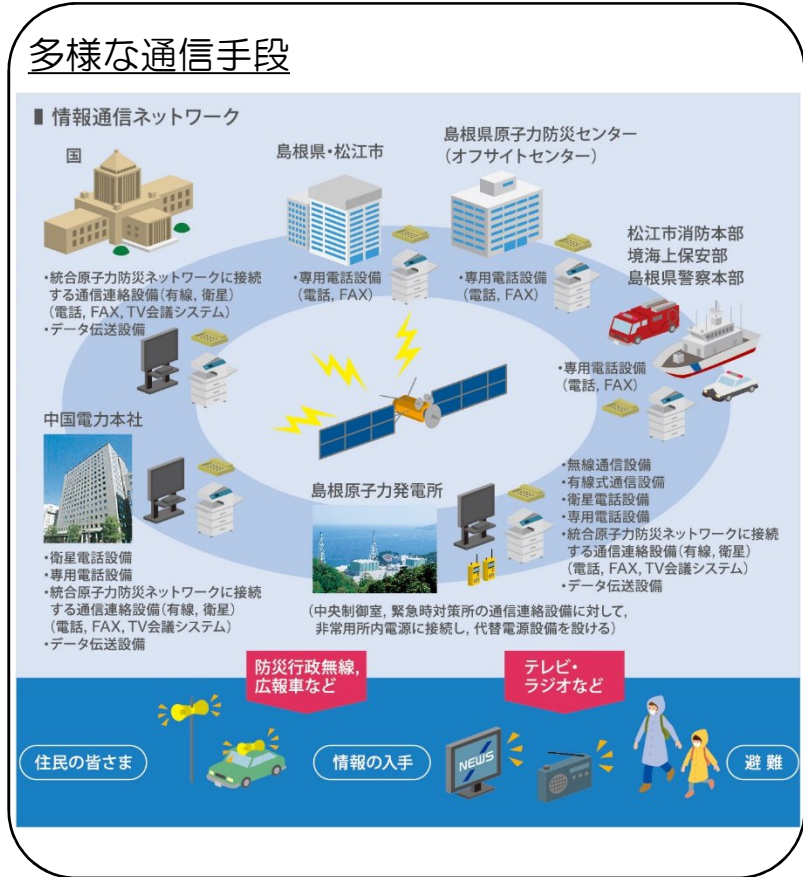 多様な通信手段
■ 情報通信ネットワーク
国
・統合原子力防災ネットワークに接続
する通信連絡設備(有線, 衛星)
(電話, FAX, TV会議システム)
・データ伝送設備
島根県・松江市
・専用電話設備
(電話, FAX)
島根県原子力防災センター
(オフサイトセンター)
・専用電話設備
(電話, FAX)
松江市消防本部
境海上保安部
島根県警察本部
・専用電話設備
(電話, FAX)
中国電力本社
・衛星電話設備
・専用電話設備
・統合原子力防災ネットワークに接続
する通信連絡設備(有線, 衛星)
(電話, FAX, TV会議システム)
・データ伝送設備
島根原子力発電所
・無線通信設備
・有線式通信設備
・衛星電話設備
・専用電話設備
・統合原子力防災ネットワークに接続
する通信連絡設備(有線, 衛星)
(電話, FAX, TV会議システム)
・データ伝送設備
(中央制御室, 緊急時対策所の通信連絡設備に対して,
非常用所内電源に接続し, 代替電源設備を設ける)
防災行政無線,
広報車など
テレビ・
ラジオなど
住民の皆さま
情報の入手
NEWS
避難